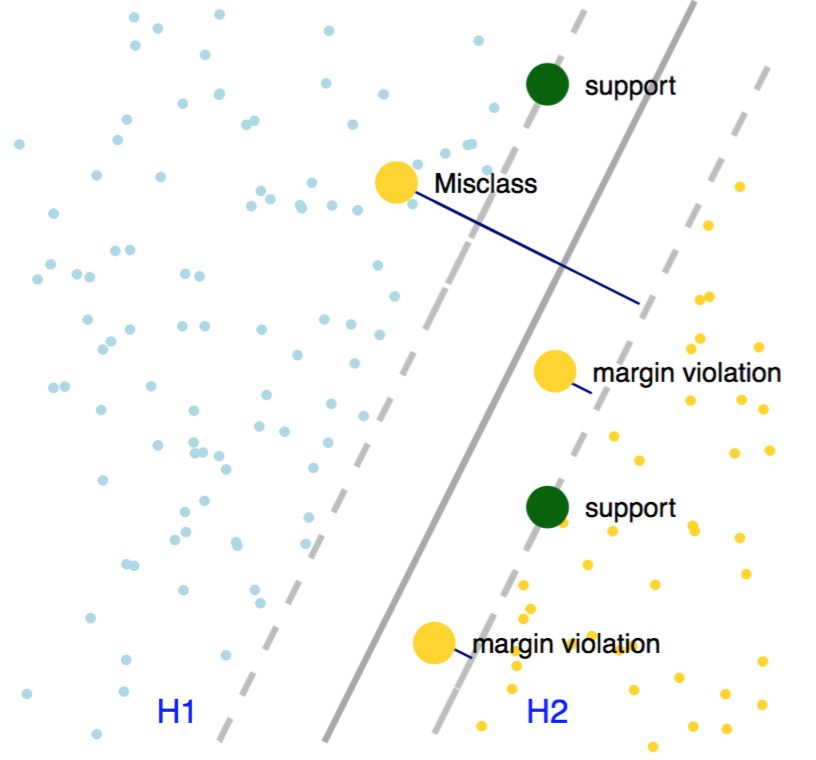 support
Misclass
margin violation
support
margin violation
H1
H2